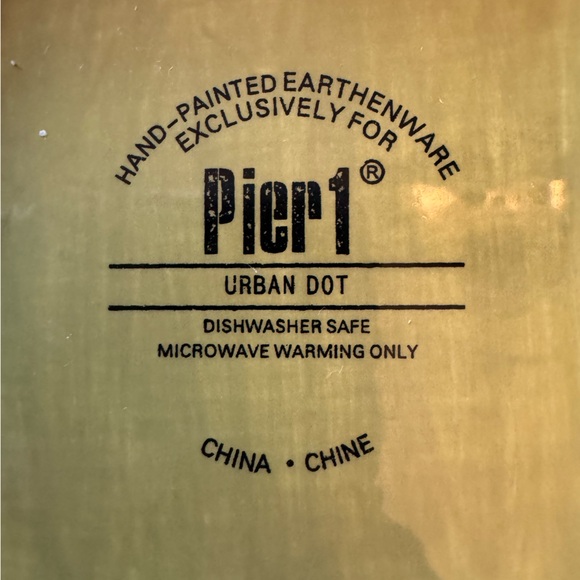 HAND-PAINTED EARTHENWARE
EXCLUSIVELY FOR
Pier1®
URBAN DOT
DISHWASHER SAFE
MICROWAVE WARMING ONLY
CHINA • CHINE